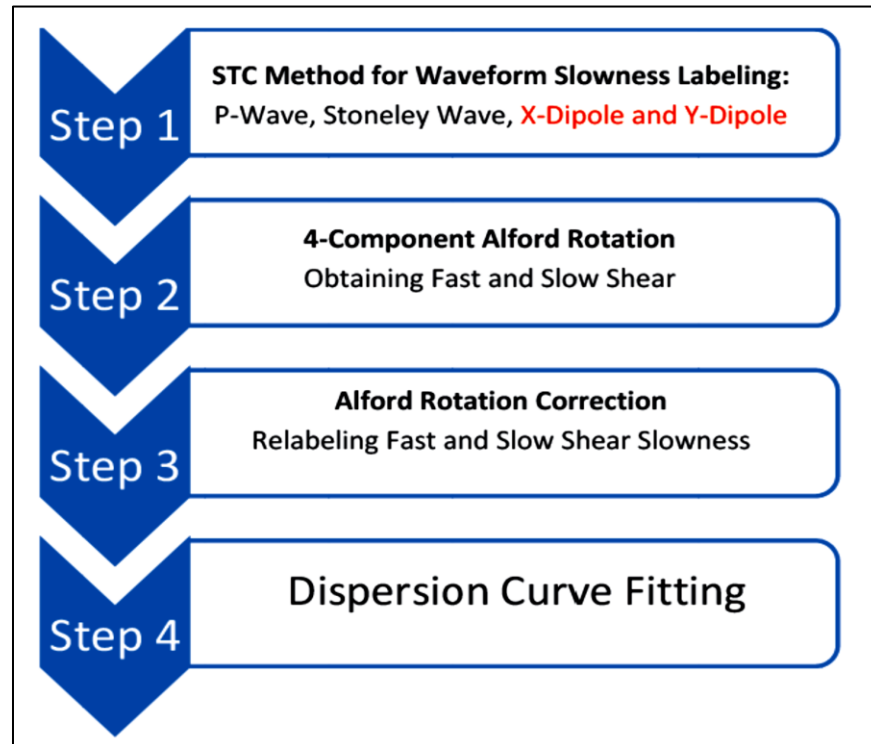 Step 1
STC Method for Waveform Slowness Labeling:
P-Wave, Stoneley Wave, X-Dipole and Y-Dipole
Step 2
4-Component Alford Rotation
Obtaining Fast and Slow Shear
Step 3
Alford Rotation Correction
Relabeling Fast and Slow Shear Slowness
Step 4
Dispersion Curve Fitting